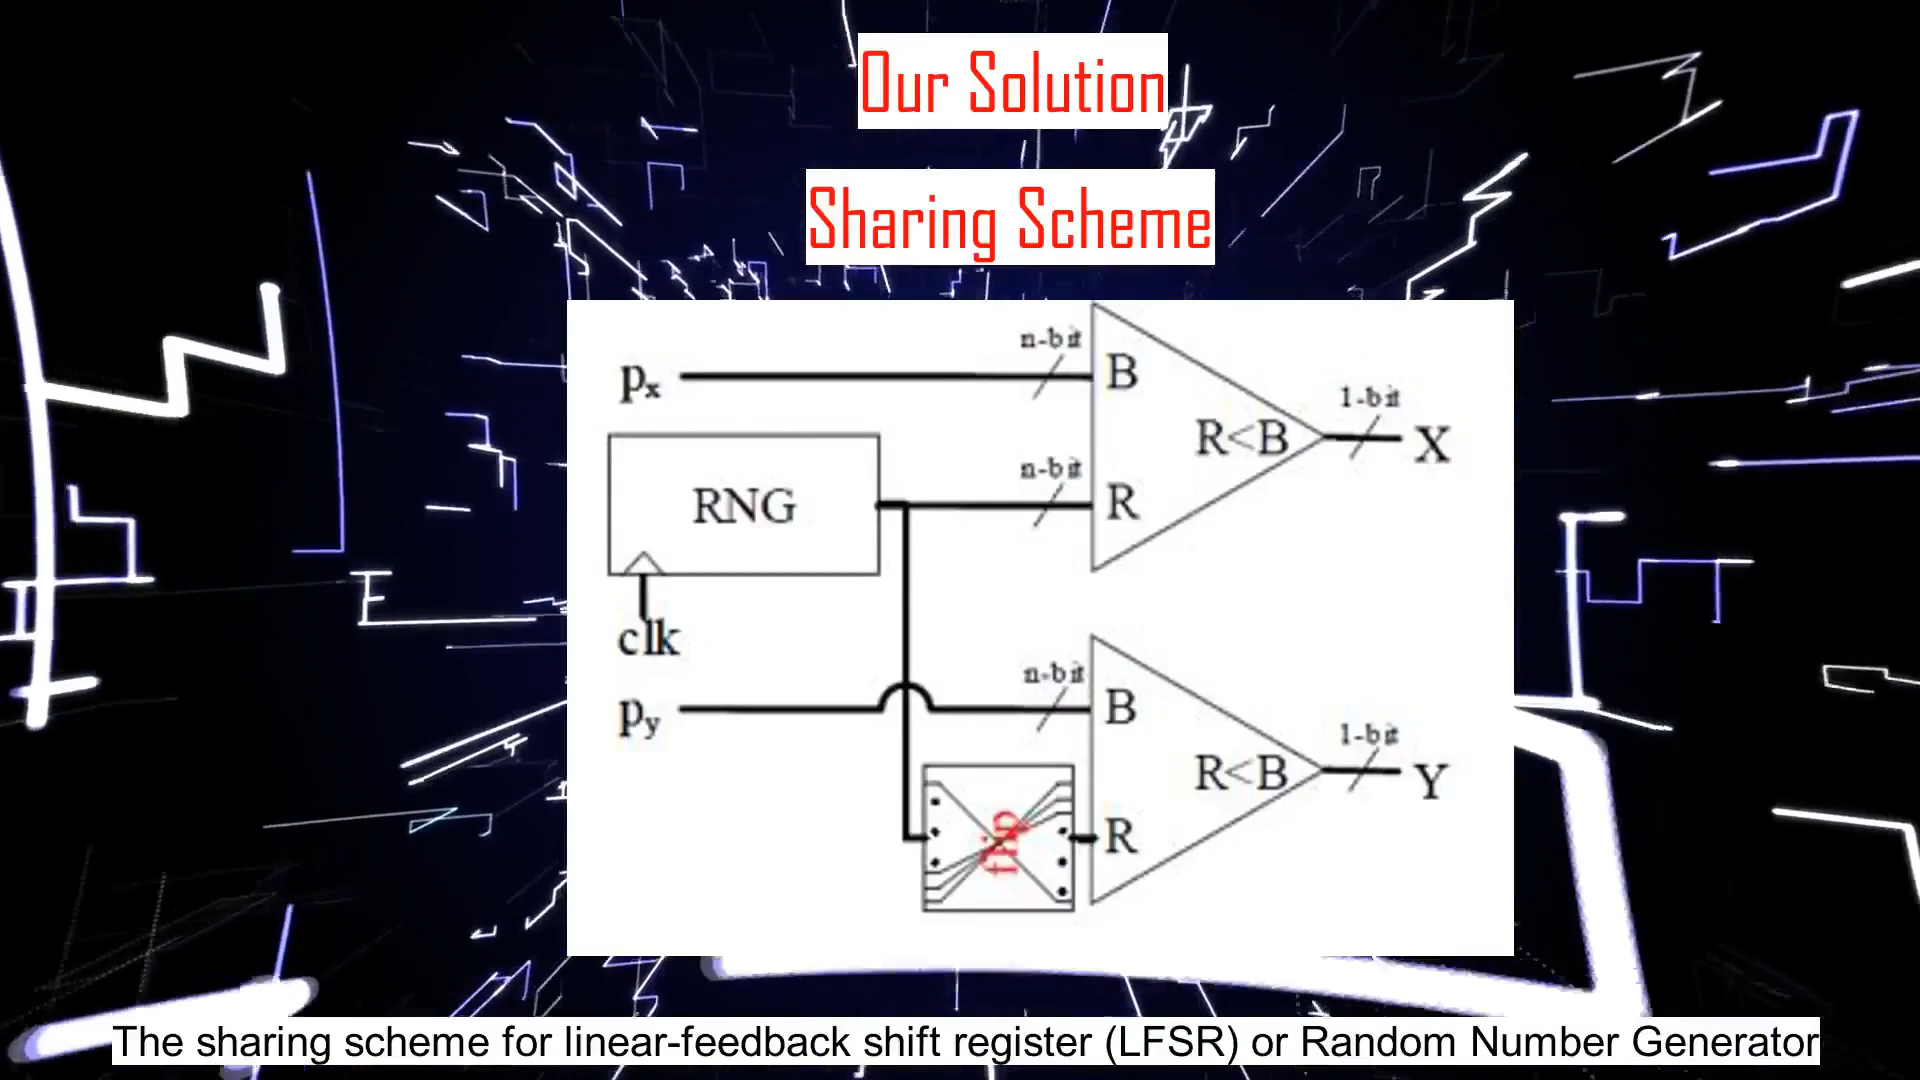 Our Solution
Sharing Scheme
n-bit
px
B
1-bit
R<B
X
n-bit
RNG
R
clk
n-bit
py
B
1-bit
R<B
Y
flip
R
The sharing scheme for linear-feedback shift register (LFSR) or Random Number Generator